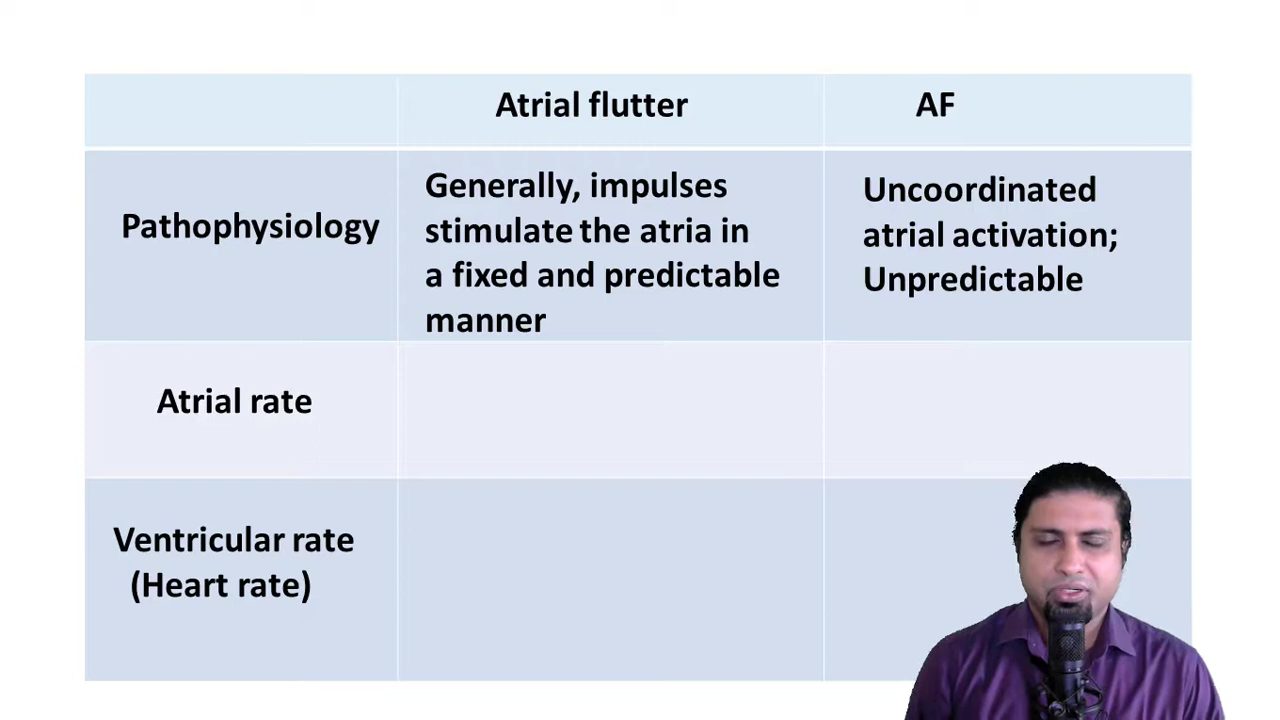 Atrial flutter
AF
Pathophysiology
Generally, impulses
stimulate the atria in
a fixed and predictable
manner
Uncoordinated
atrial activation;
Unpredictable
Atrial rate
Ventricular rate
(Heart rate)